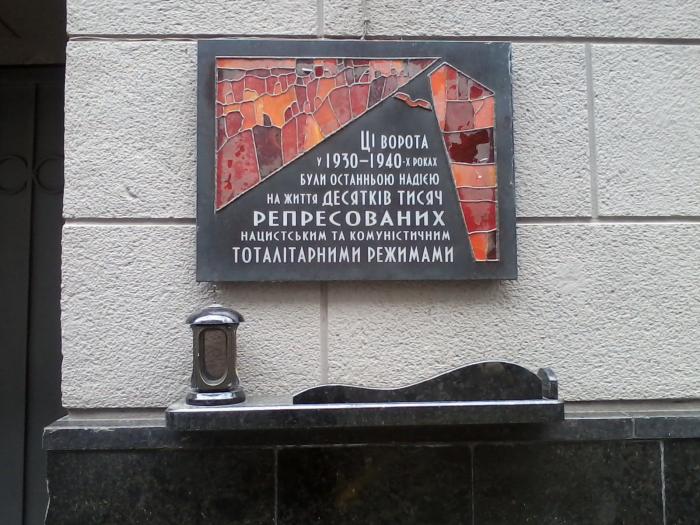 Ці ворота
у 1930–1940-х роках
були останньою надією
на життя десятків тисяч
репресованих
нацистським та комуністичним
тоталітарними режимами